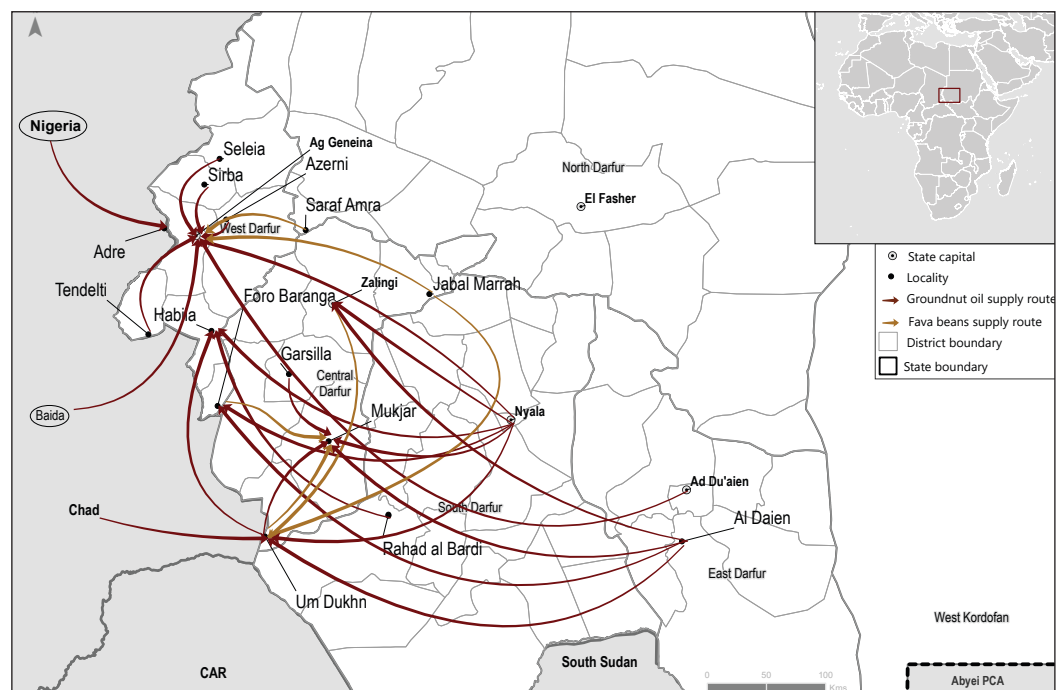 Nigeria
Seleia
Ag Geneina
Azerni
Sirba
North Darfur
El Fasher
Saraf Amra
West Darfur
Adre
State capital
Locality
Groundnut oil supply route
Fava beans supply route
District boundary
State boundary
Tendelti
Foro Baranga
Zalingi
Jabal Marrah
Habila
Garsilla
Central
Darfur
Mukjar
Baida
Nyala
Ad Du'aien
Chad
South Darfur
Al Daien
Rahad al Bardi
East Darfur
Um Dukhn
West Kordofan
CAR
South Sudan
0 50 100
Kms
Abyei PCA